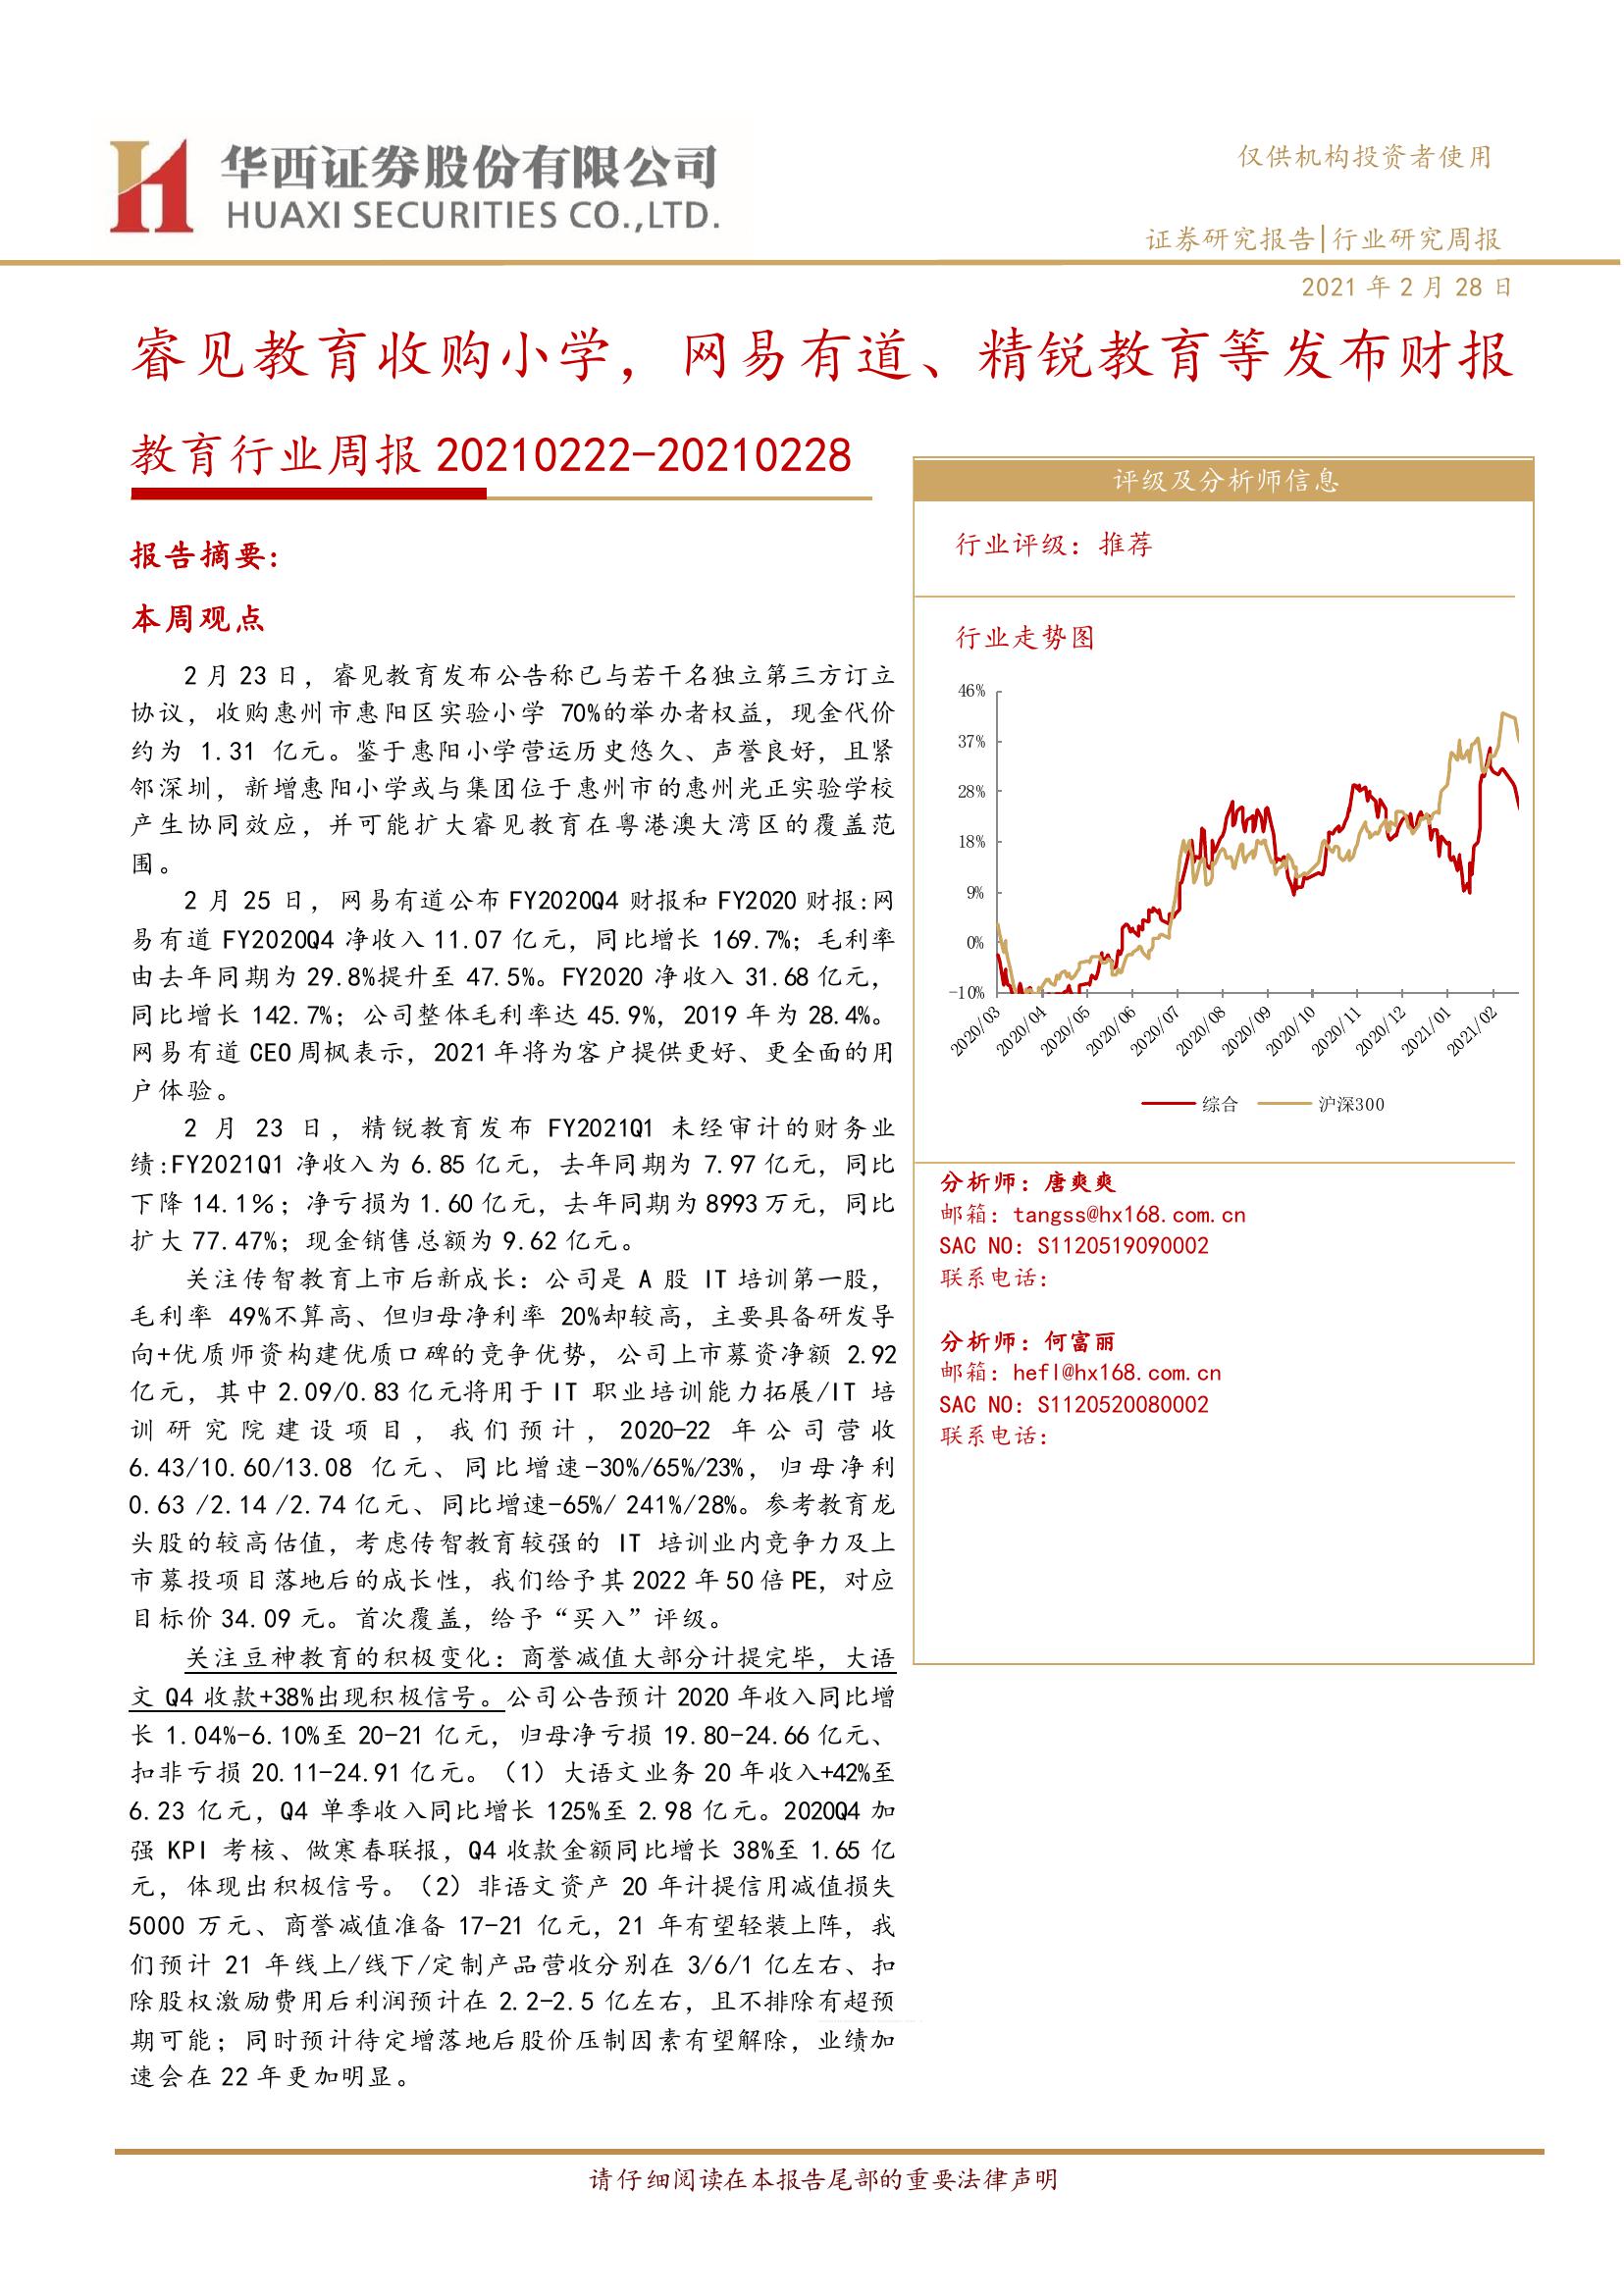 华西证券股份有限公司
HUAXI SECURITIES CO.,LTD.
仅供机构投资者使用
证券研究报告|行业研究周报
2021 年 2 月 28 日
睿见教育收购小学，网易有道、精锐教育等发布财报
教育行业周报 20210222-20210228
报告摘要:
本周观点
2 月 23 日，睿见教育发布公告称已与若干名独立第三方订立
协议，收购惠州市惠阳区实验小学 70%的举办者权益，现金代价
约为 1.31 亿元。鉴于惠阳小学营运历史悠久、声誉良好，且紧
邻深圳，新增惠阳小学或与集团位于惠州市的惠州光正实验学校
产生协同效应，并可能扩大睿见教育在粤港澳大湾区的覆盖范
围。
2 月 25 日，网易有道公布 FY2020Q4 财报和 FY2020 财报:网
易有道 FY2020Q4 净收入 11.07 亿元，同比增长 169.7%；毛利率
由去年同期为 29.8%提升至 47.5%。FY2020 净收入 31.68 亿元，
同比增长 142.7%；公司整体毛利率达 45.9%，2019 年为 28.4%。
网易有道 CEO 周枫表示，2021 年将为客户提供更好、更全面的用
户体验。
2 月 23 日，精锐教育发布 FY2021Q1 未经审计的财务业
绩:FY2021Q1 净收入为 6.85 亿元，去年同期为 7.97 亿元，同比
下降 14.1%；净亏损为 1.60 亿元，去年同期为 8993 万元，同比
扩大 77.47%；现金销售总额为 9.62 亿元。
关注传智教育上市后新成长：公司是 A 股 IT 培训第一股，
毛利率 49%不算高、但归母净利率 20%却较高，主要具备研发导
向+优质师资构建优质口碑的竞争优势，公司上市募资净额 2.92
亿元，其中 2.09/0.83 亿元将用于 IT 职业培训能力拓展/IT 培
训研究院建设项目，我们预计，2020-22 年公司营收
6.43/10.60/13.08 亿元、同比增速-30%/65%/23%，归母净利
0.63 /2.14 /2.74 亿元、同比增速-65%/ 241%/28%。参考教育龙
头股的较高估值，考虑传智教育较强的 IT 培训业内竞争力及上
市募投项目落地后的成长性，我们给予其 2022 年 50 倍 PE，对应
目标价 34.09 元。首次覆盖，给予“买入”评级。
关注豆神教育的积极变化：商誉减值大部分计提完毕，大语
文 Q4 收款+38%出现积极信号。公司公告预计 2020 年收入同比增
长 1.04%-6.10%至 20-21 亿元，归母净亏损 19.80-24.66 亿元、
扣非亏损 20.11-24.91 亿元。（1）大语文业务 20 年收入+42%至
6.23 亿元，Q4 单季收入同比增长 125%至 2.98 亿元。2020Q4 加
强 KPI 考核、做寒春联报，Q4 收款金额同比增长 38%至 1.65 亿
元，体现出积极信号。（2）非语文资产 20 年计提信用减值损失
5000 万元、商誉减值准备 17-21 亿元，21 年有望轻装上阵，我
们预计 21 年线上/线下/定制产品营收分别在 3/6/1 亿左右、扣
除股权激励费用后利润预计在 2.2-2.5 亿左右，且不排除有超预
期可能；同时预计待定增落地后股价压制因素有望解除，业绩加
速会在 22 年更加明显。
评级及分析师信息
行业评级：推荐
行业走势图
46%
37%
28%
18%
9%
0%
-10%
2020/03
2020/04
2020/05
2020/06
2020/07
2020/08
2020/09
2020/10
2020/11
2020/12
2021/01
2021/02
综合 沪深300
分析师：唐爽爽
邮箱：tangss@hx168.com.cn
SAC NO：S1120519090002
联系电话：
分析师：何富丽
邮箱：hefl@hx168.com.cn
SAC NO：S1120520080002
联系电话：
请仔细阅读在本报告尾部的重要法律声明